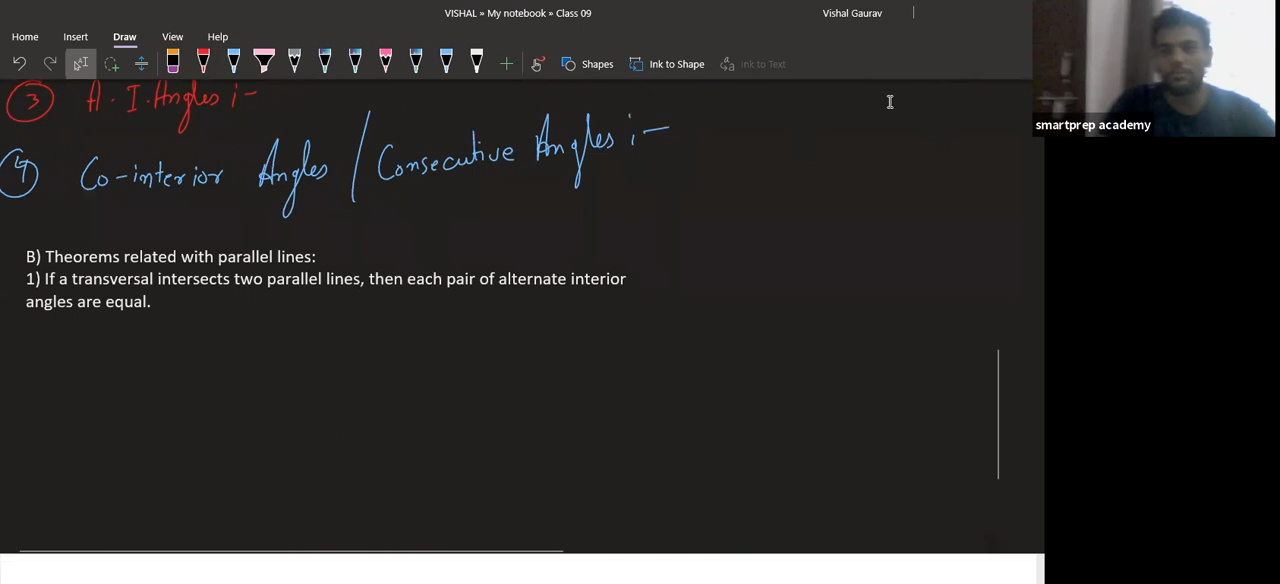 VISHAL » My notebook » Class 09
Vishal Gaurav
Home Insert Draw View Help
Shapes Ink to Shape Ink to Text
smartprep academy
3 A. I. Angles :-
4 Co-interior Angles / Consecutive Angles :-
B) Theorems related with parallel lines:
1) If a transversal intersects two parallel lines, then each pair of alternate interior
angles are equal.